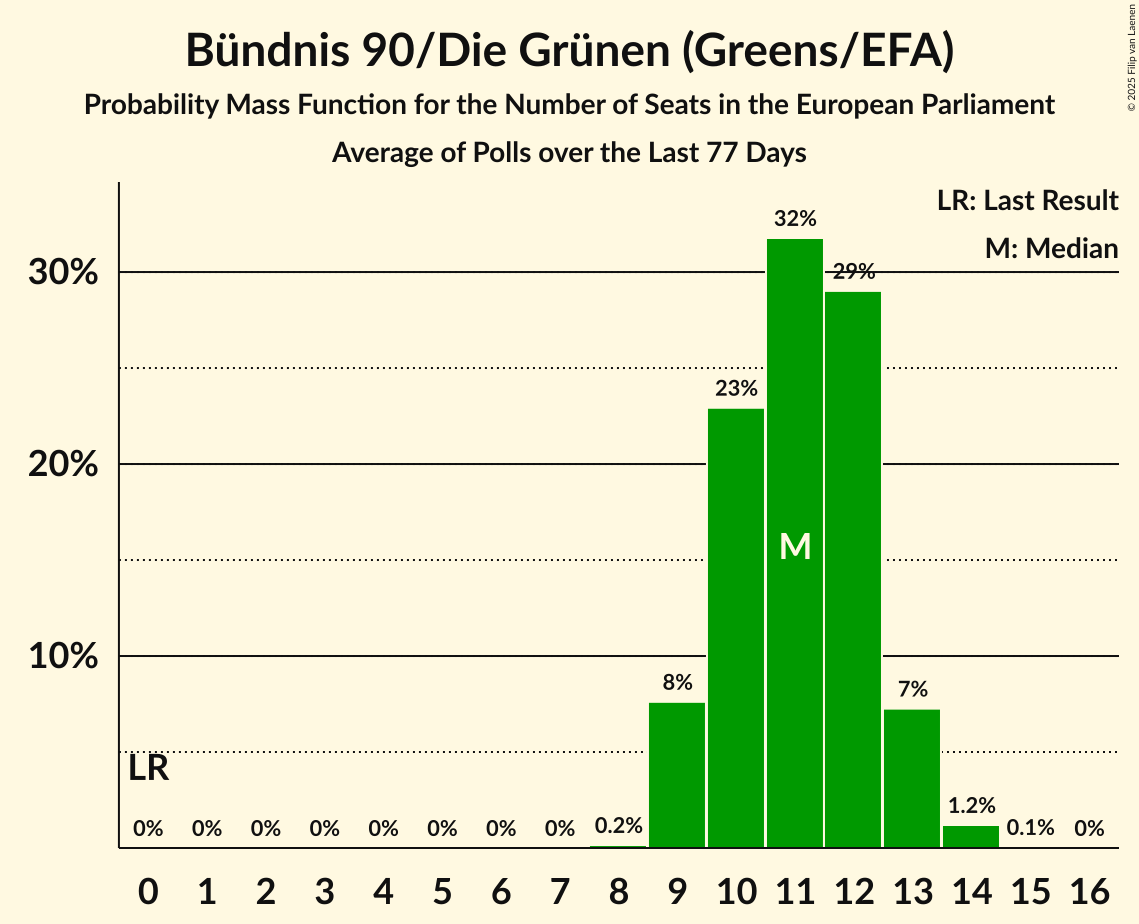 Bündnis 90/Die Grünen (Greens/EFA)
Probability Mass Function for the Number of Seats in the European Parliament
Average of Polls over the Last 77 Days
© 2025 Filip van Laenen
LR: Last Result
M: Median
32%
30%
29%
23%
20%
M
10%
8%
7%
LR
0% 0% 0% 0% 0% 0% 0% 0% 0.2% 1.2% 0.1% 0%
0 1 2 3 4 5 6 7 8 9 10 11 12 13 14 15 16